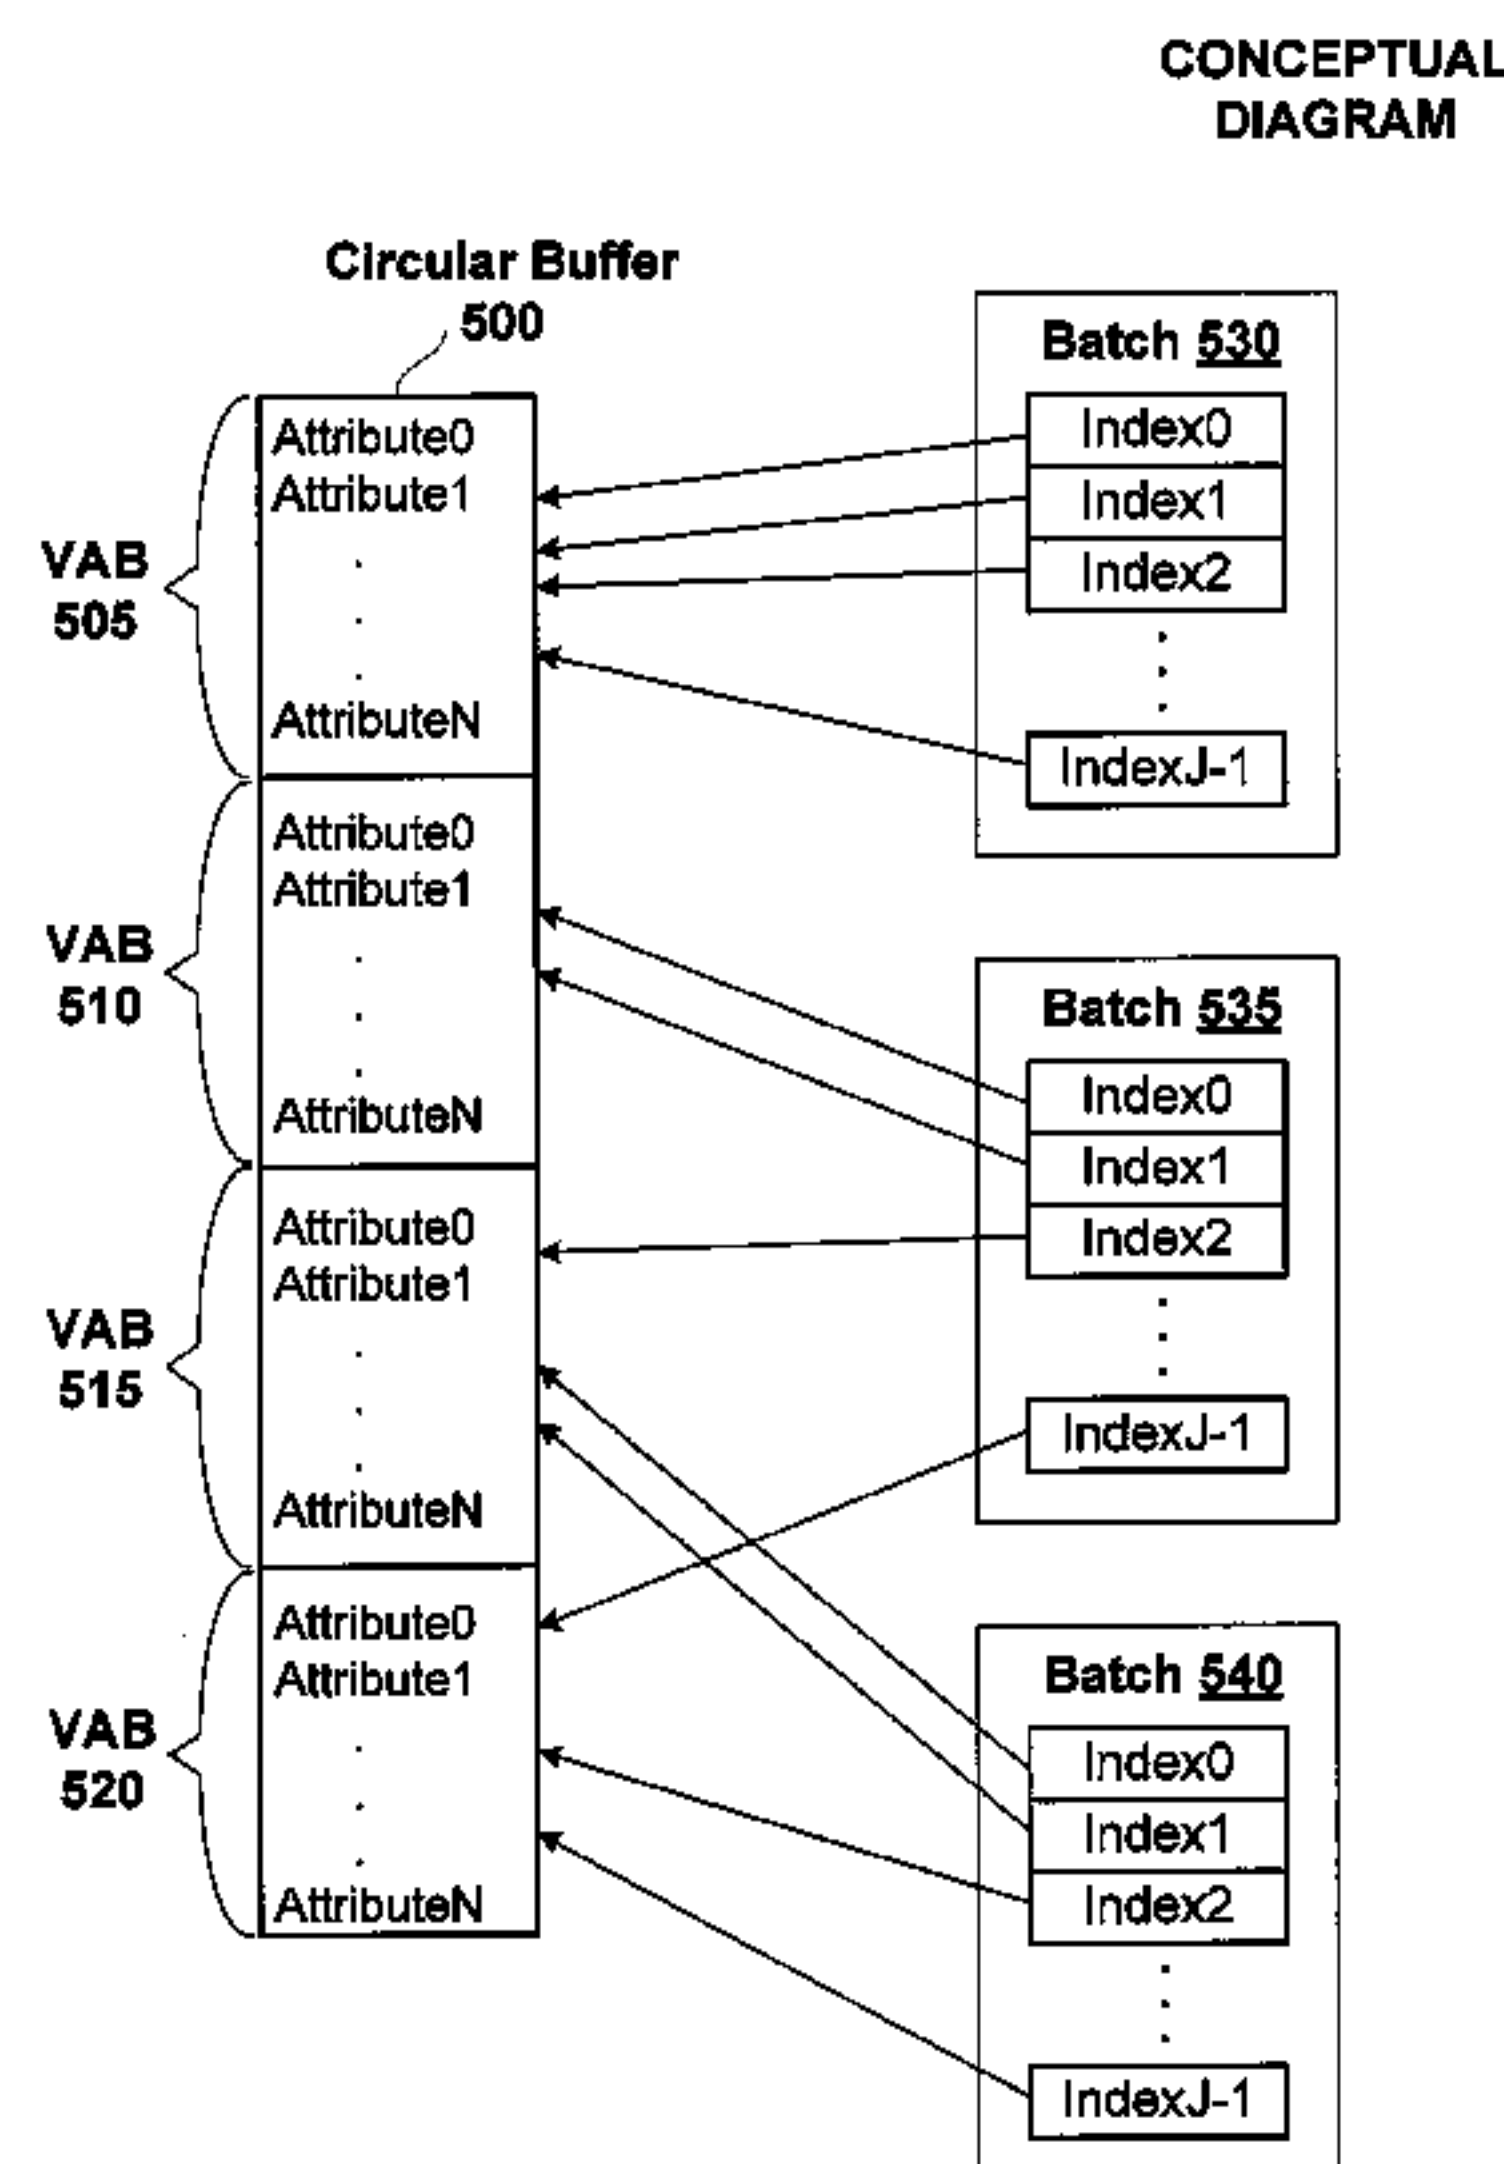 CONCEPTUAL
DIAGRAM
Circular Buffer
500
VAB
505
Attribute0
Attribute1
.
.
.
AttributeN
VAB
510
Attribute0
Attribute1
.
.
.
AttributeN
VAB
515
Attribute0
Attribute1
.
.
.
AttributeN
VAB
520
Attribute0
Attribute1
.
.
.
AttributeN
Batch 530
Index0
Index1
Index2
.
.
.
IndexJ-1
Batch 535
Index0
Index1
Index2
.
.
.
IndexJ-1
Batch 540
Index0
Index1
Index2
.
.
.
IndexJ-1